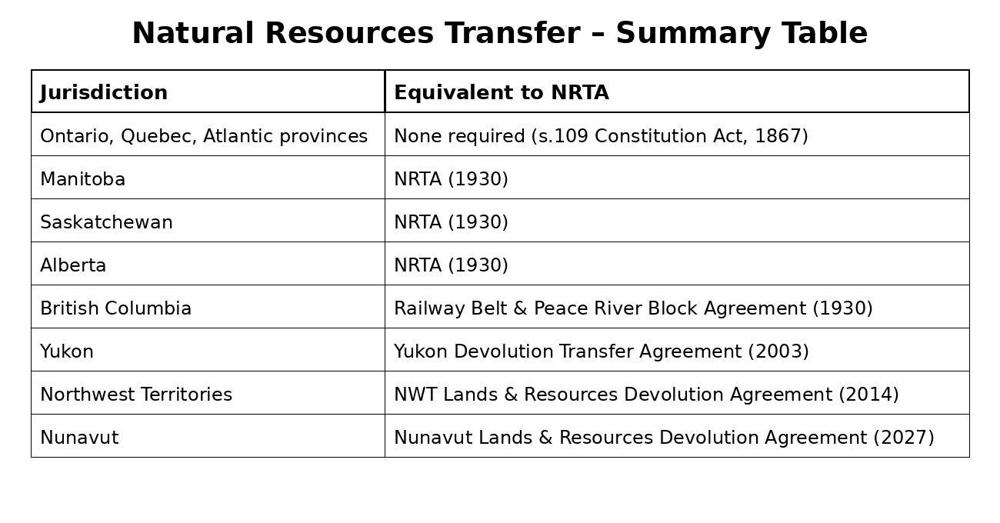 Natural Resources Transfer – Summary Table
Jurisdiction Equivalent to NRTA
Ontario, Quebec, Atlantic provinces None required (s.109 Constitution Act, 1867)
Manitoba NRTA (1930)
Saskatchewan NRTA (1930)
Alberta NRTA (1930)
British Columbia Railway Belt & Peace River Block Agreement (1930)
Yukon Yukon Devolution Transfer Agreement (2003)
Northwest Territories NWT Lands & Resources Devolution Agreement (2014)
Nunavut Nunavut Lands & Resources Devolution Agreement (2027)